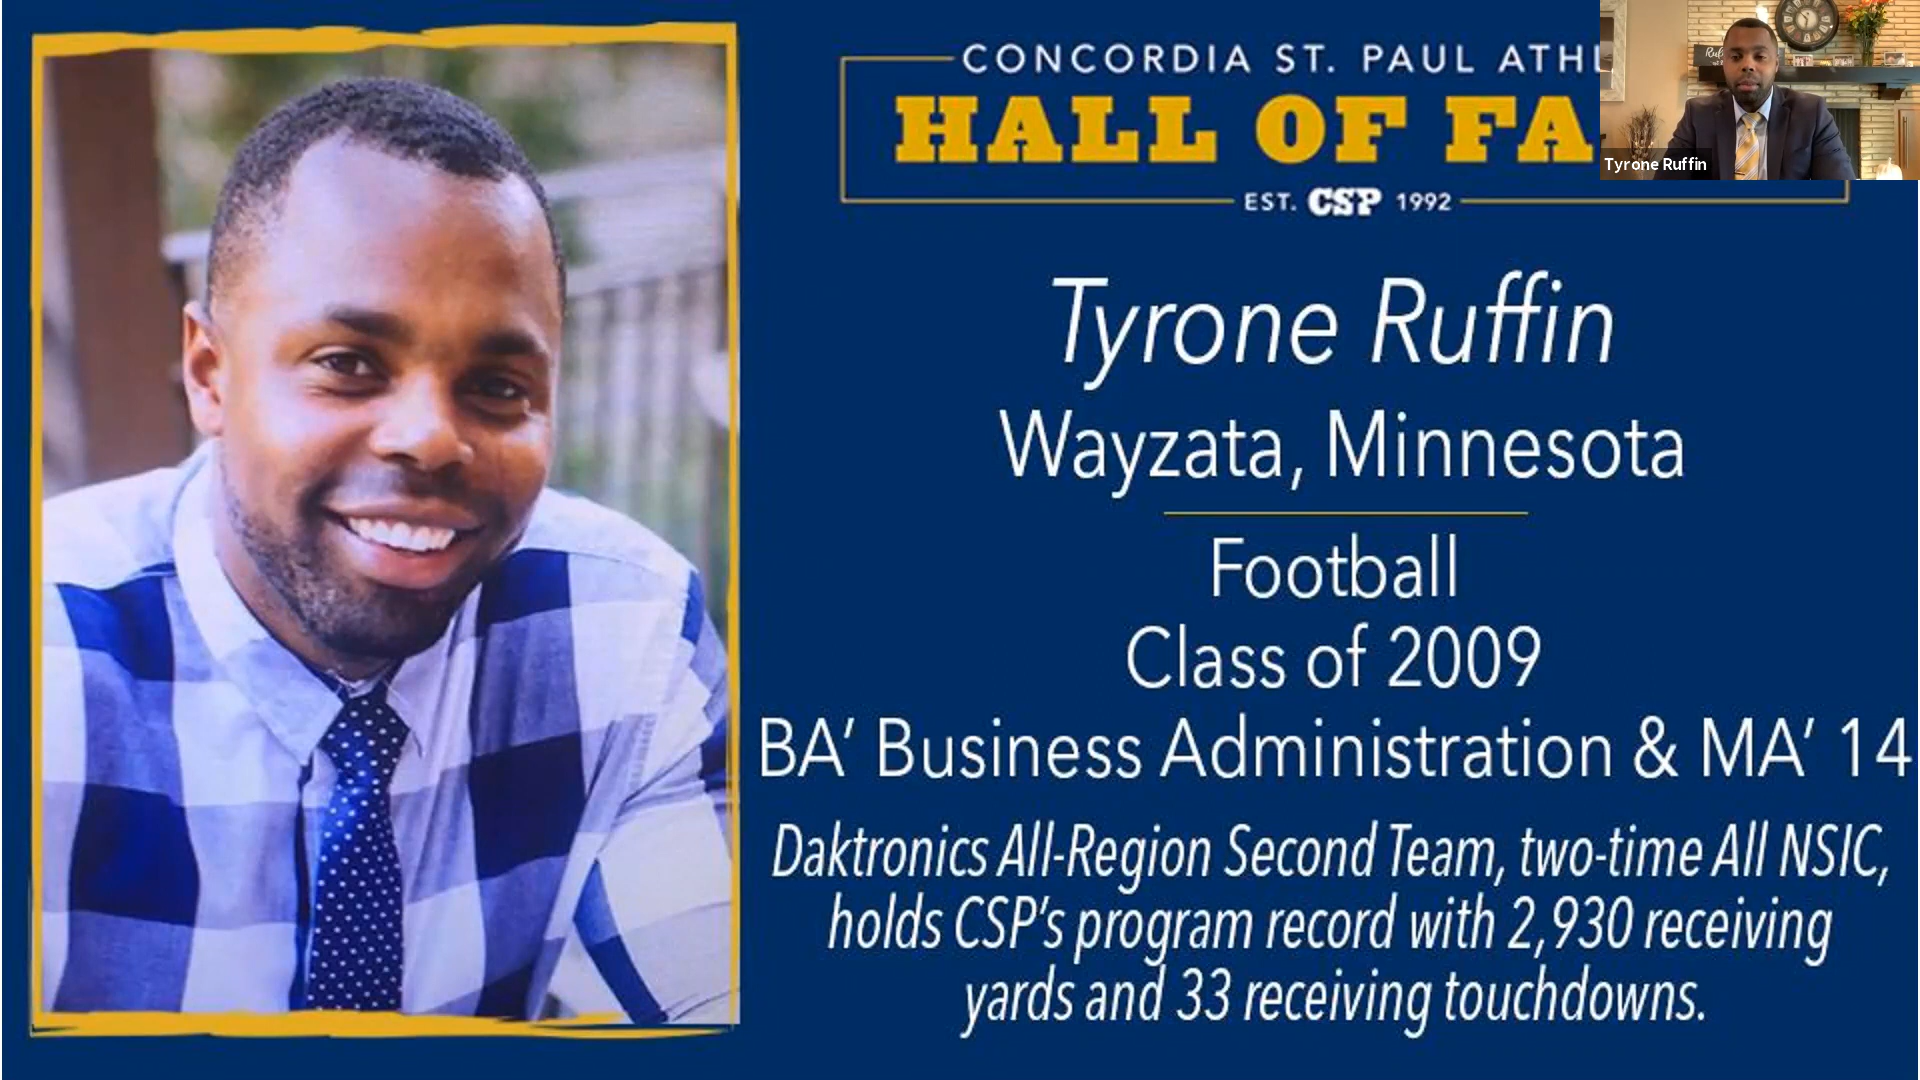 CONCORDIA ST. PAUL ATHL
HALL OF FA
EST. CSP 1992
Tyrone Ruffin
Tyrone Ruffin
Wayzata, Minnesota
Football
Class of 2009
BA’ Business Administration & MA’ 14
Daktronics All-Region Second Team, two-time All NSIC,
holds CSP’s program record with 2,930 receiving
yards and 33 receiving touchdowns.